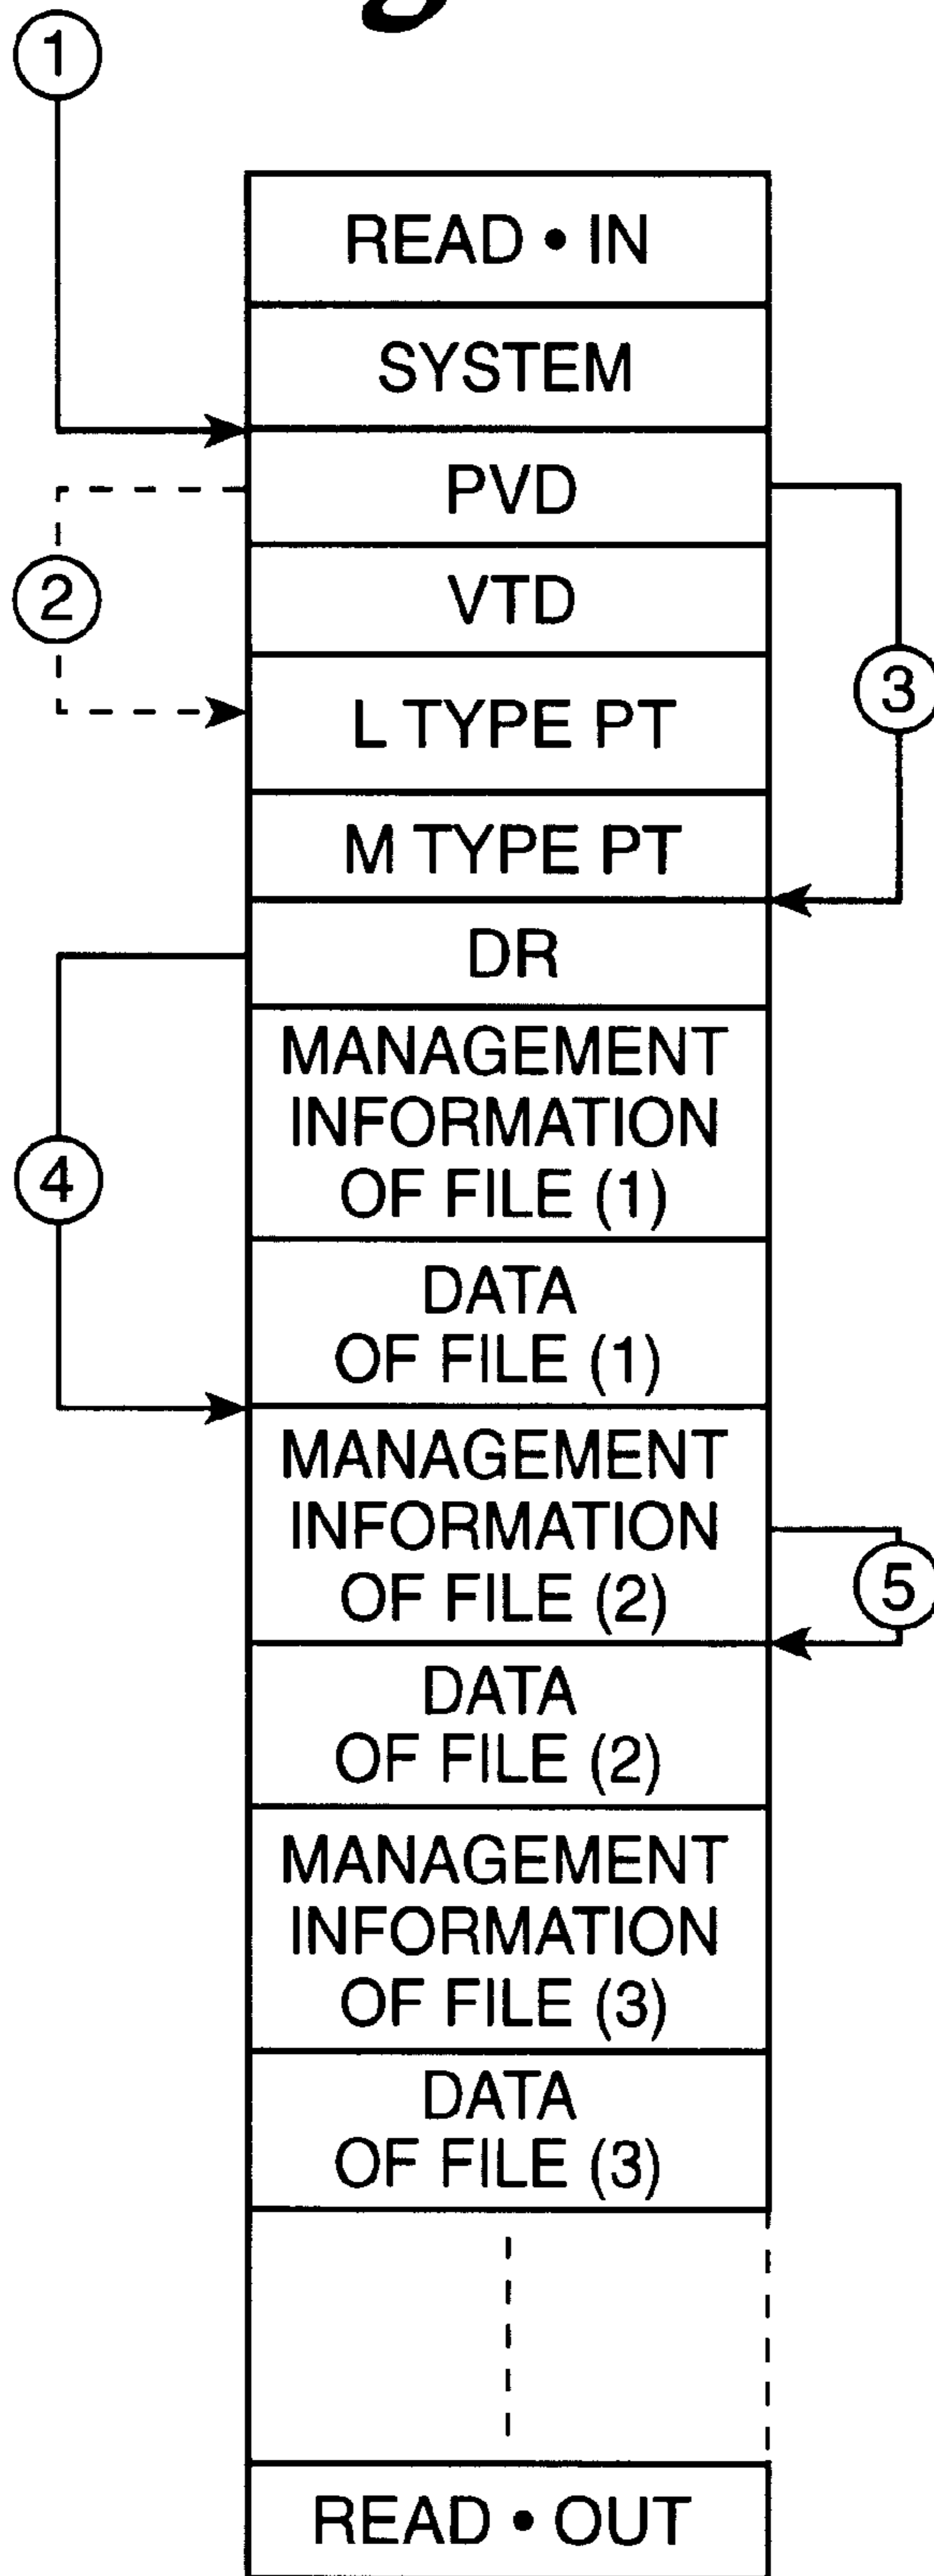 1
READ • IN
SYSTEM
PVD
2
VTD
3
L TYPE PT
M TYPE PT
DR
MANAGEMENT
INFORMATION
OF FILE (1)
4
DATA
OF FILE (1)
MANAGEMENT
INFORMATION
OF FILE (2)
5
DATA
OF FILE (2)
MANAGEMENT
INFORMATION
OF FILE (3)
DATA
OF FILE (3)
READ • OUT